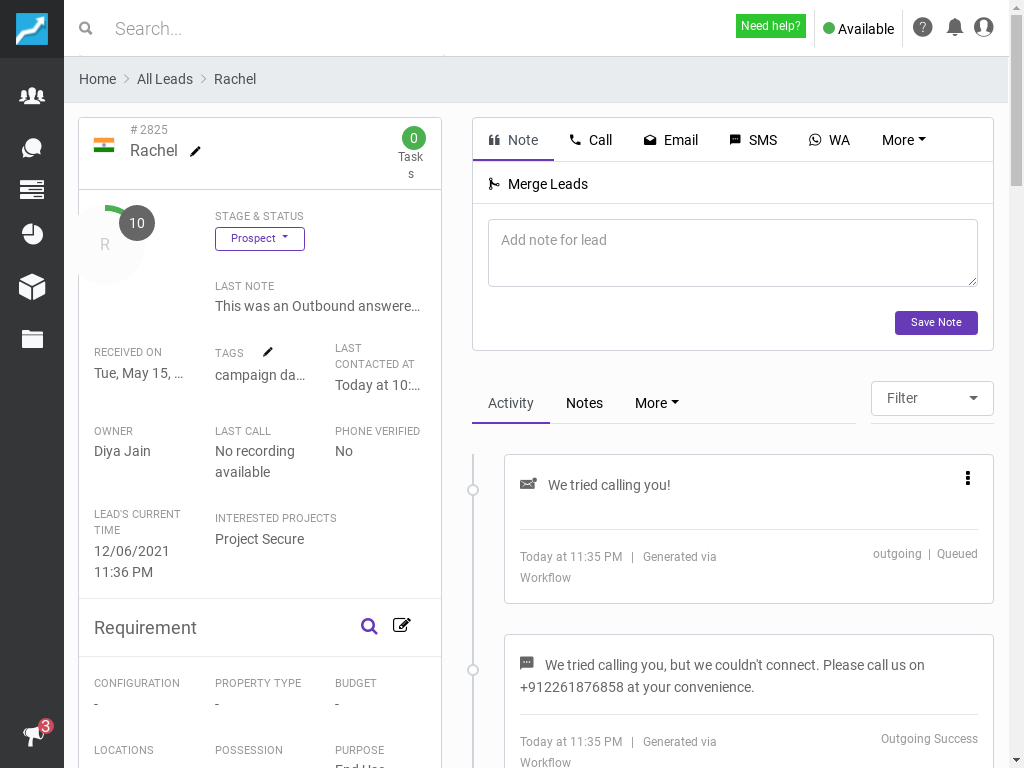 Search...
Need help?
Available
Home > All Leads > Rachel
# 2825
Rachel
0
Task
s
10
R
STAGE & STATUS
Prospect
LAST NOTE
This was an Outbound answere...
RECEIVED ON
Tue, May 15, ...
TAGS
campaign da...
LAST
CONTACTED AT
Today at 10:...
OWNER
Diya Jain
LAST CALL
No recording
available
PHONE VERIFIED
No
LEAD'S CURRENT
TIME
12/06/2021
11:36 PM
INTERESTED PROJECTS
Project Secure
Requirement
CONFIGURATION
-
PROPERTY TYPE
-
BUDGET
-
LOCATIONS
POSSESSION
PURPOSE
End Use
3
Note
Call
Email
SMS
WA
More
Merge Leads
Add note for lead
Save Note
Activity
Notes
More
Filter
We tried calling you!
Today at 11:35 PM | Generated via
Workflow
outgoing | Queued
We tried calling you, but we couldn't connect. Please call us on
+912261876858 at your convenience.
Today at 11:35 PM | Generated via
Workflow
Outgoing Success